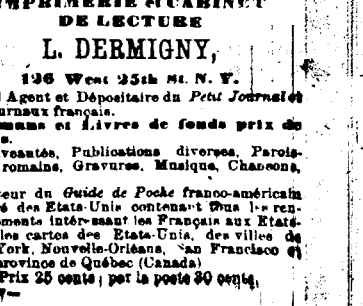 IMPRIMERIE et CABINET
DE LECTURE
L. DERMIGNY,
126 West 25th St. N. Y.
Agent et Dépositaire du Petit Journal et
journaux français.
Romans et Livres de fonds prix de
Nouveautés, Publications diverses, Parois-
romains, Gravures, Musique, Chansons,
teur du Guide de Poche franco-américain
des Etats-Unis contenant tous les ren-
ements intéressant les Français aux Etats-
les cartes des Etats-Unis, des villes de
York, Nouvelle-Orléans, San Francisco et
province de Québec (Canada)
Prix 25 cents; par la poste 30 cents.